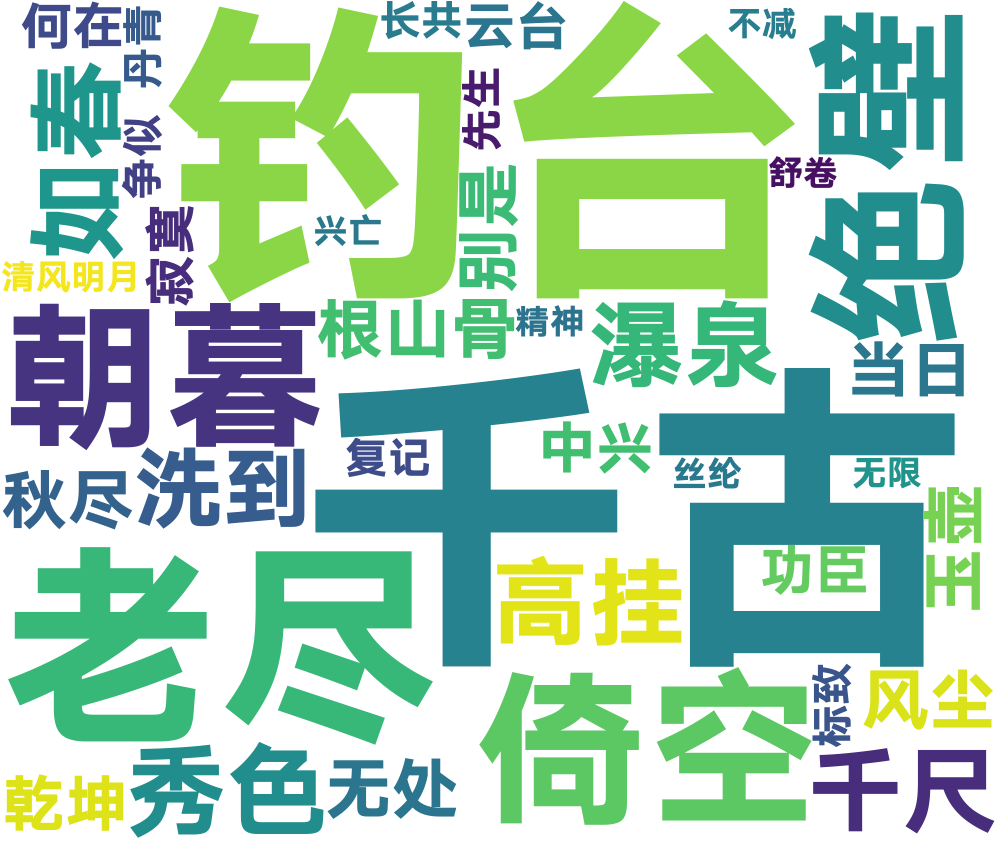 何在
丹青
长共
云台
不减
钓台
绝壁
如看
争似
先生
舒卷
寂寞
兴亡
别是
清风明月
朝暮
根山骨
精神
瀑泉
当日
千古
秋尽
洗到
复记
中兴
丝纶
无限
玉壶
老尽
高挂
功臣
倚空
标致
风尘
乾坤
秀色
无处
千尺